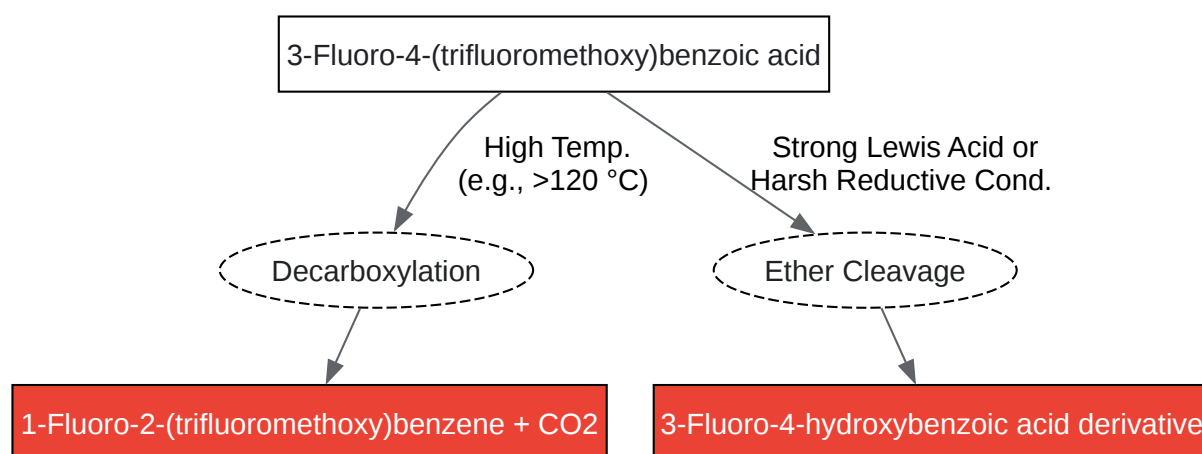 3-Fluoro-4-(trifluoromethoxy)benzoic acid
High Temp.
(e.g., >120 °C)
Strong Lewis Acid or
Harsh Reductive Cond.
Decarboxylation
Ether Cleavage
1-Fluoro-2-(trifluoromethoxy)benzene + CO2
3-Fluoro-4-hydroxybenzoic acid derivative